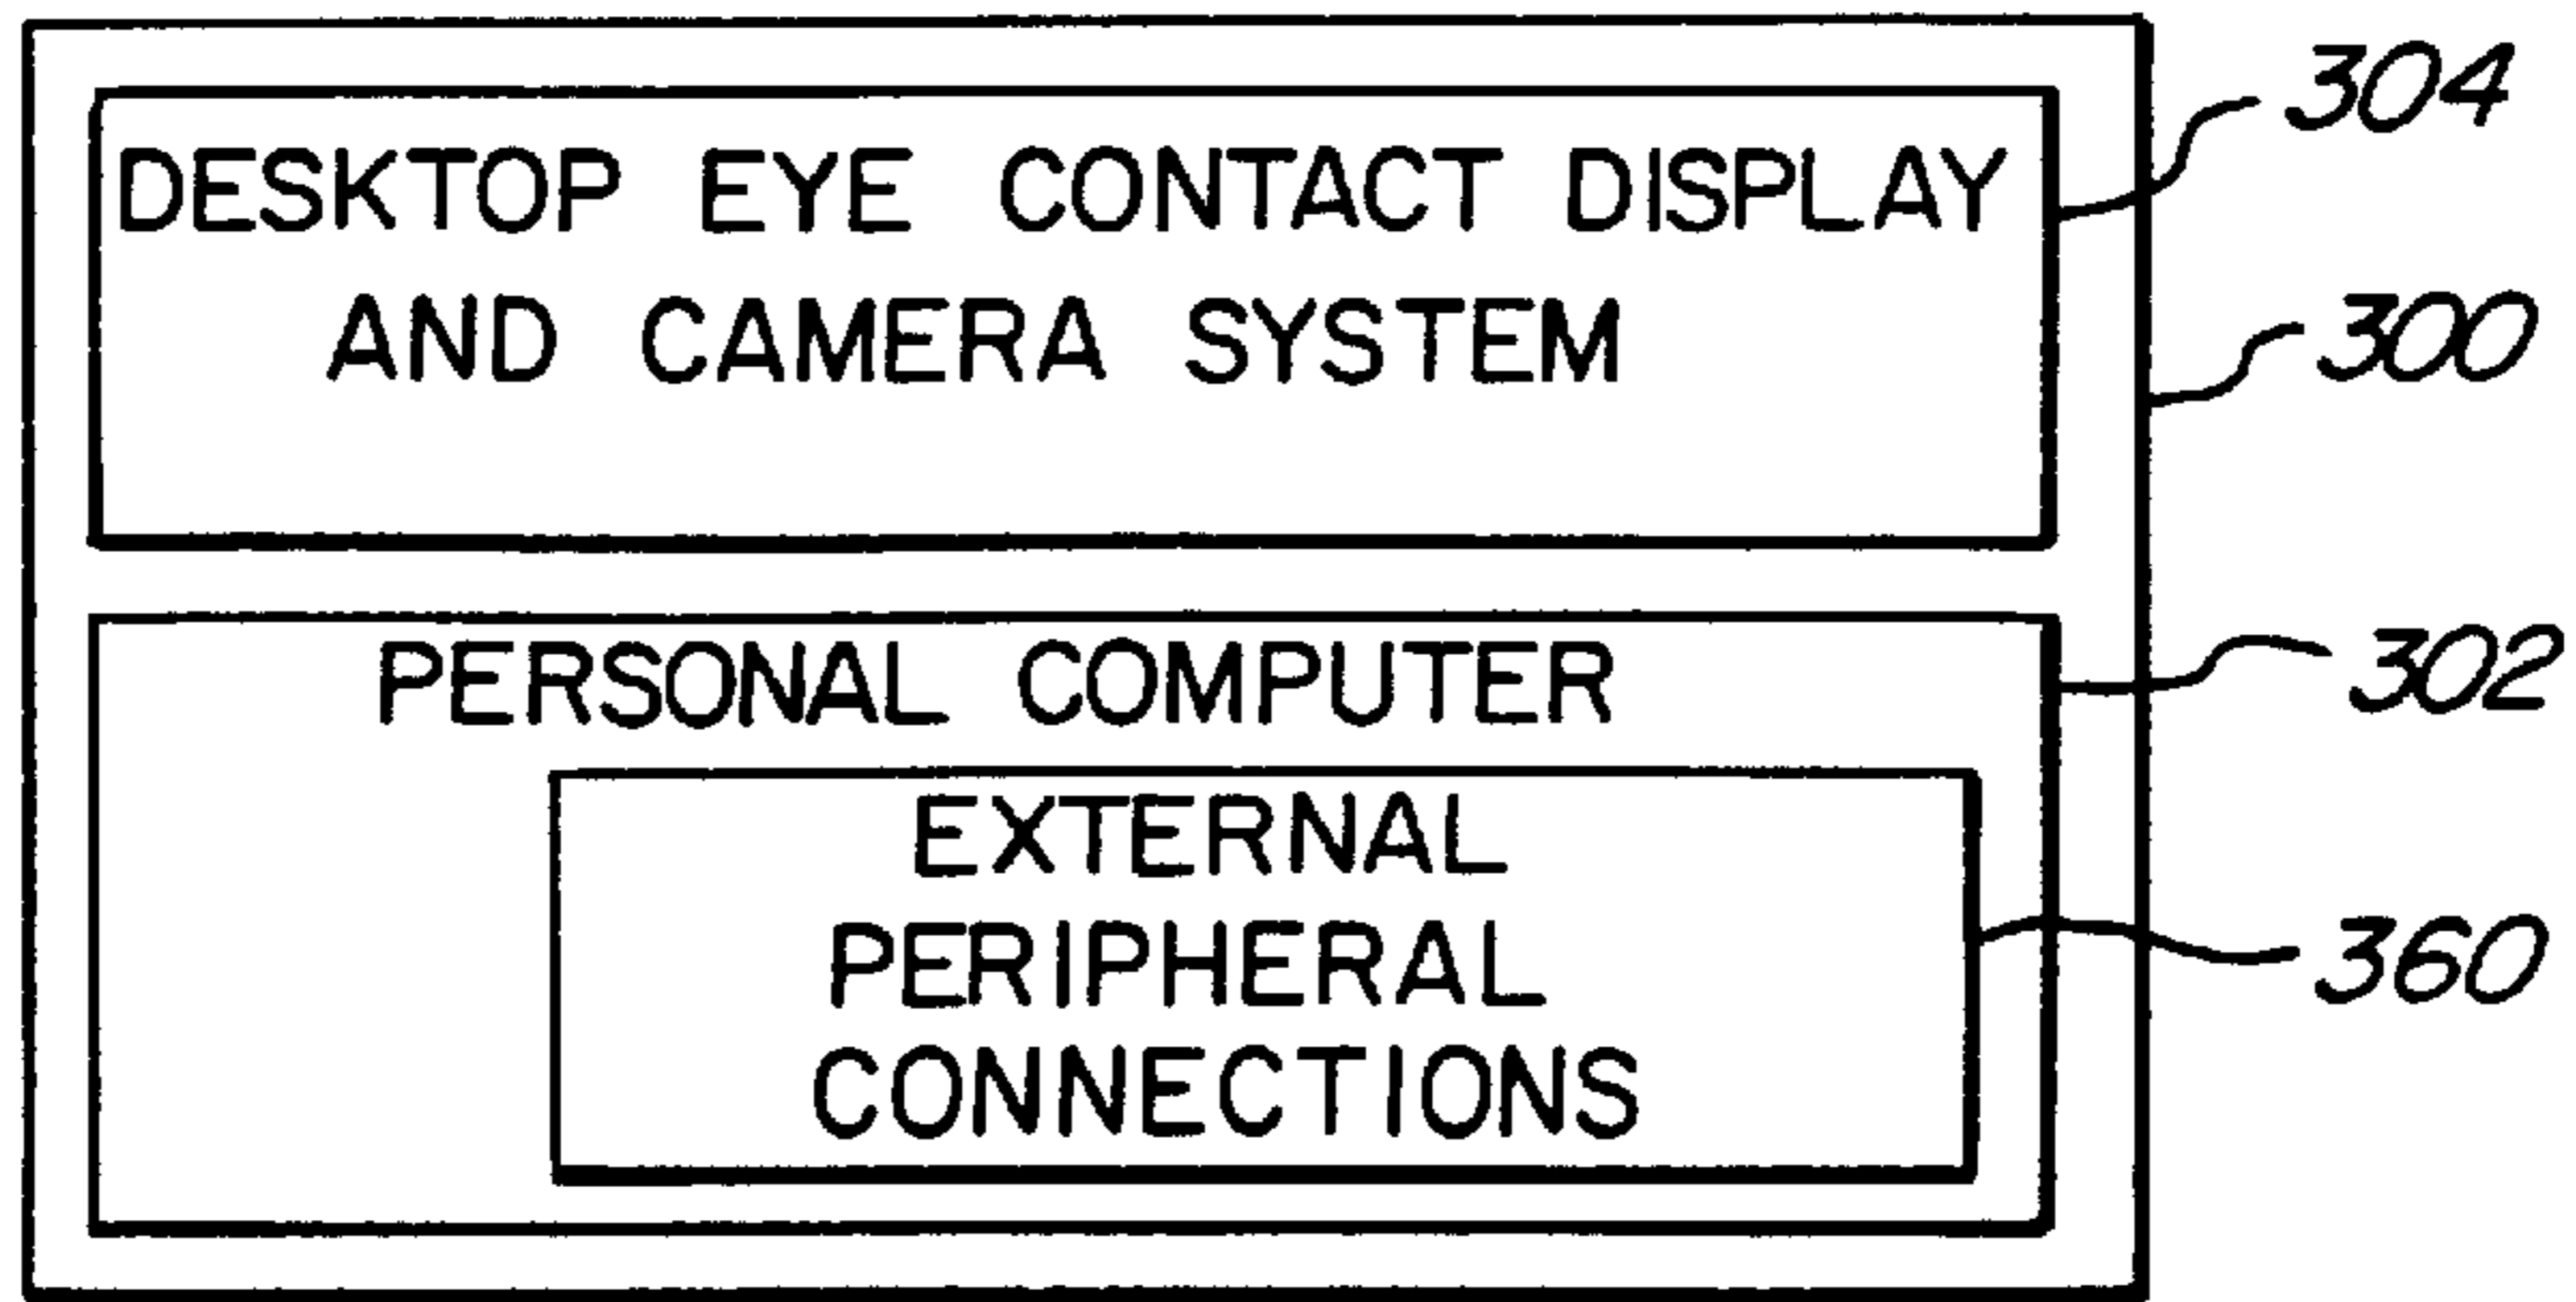 DESKTOP EYE CONTACT DISPLAY
AND CAMERA SYSTEM
304
300
PERSONAL COMPUTER
302
EXTERNAL
PERIPHERAL
CONNECTIONS
360